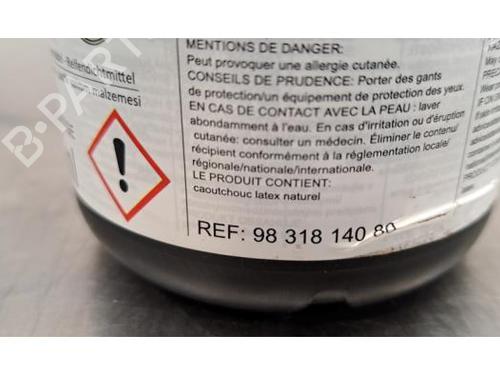 MENTIONS DE DANGER:
Peut provoquer une allergie cutanée.
CONSEILS DE PRUDENCE: Porter des gants
de protection/un équipement de protection des yeux.
EN CAS DE CONTACT AVEC LA PEAU : laver
abondamment à l'eau. En cas d'irritation ou d'éruption
cutanée: consulter un médecin. Éliminer le contenu/
récipient conformément à la réglementation locale/
régionale/nationale/internationale.
LE PRODUIT CONTIENT:
caoutchouc latex naturel
REF: 98 318 140 80
Reifendichtmittel
malzemesi
B-PARTS